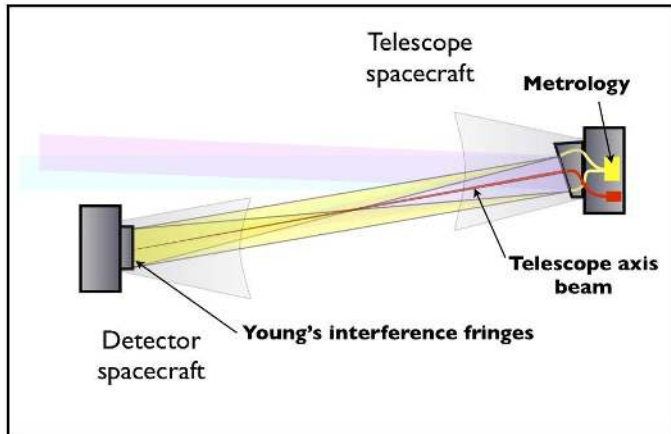 Telescope
spacecraft
Metrology
Telescope axis
beam
Young's interference fringes
Detector
spacecraft